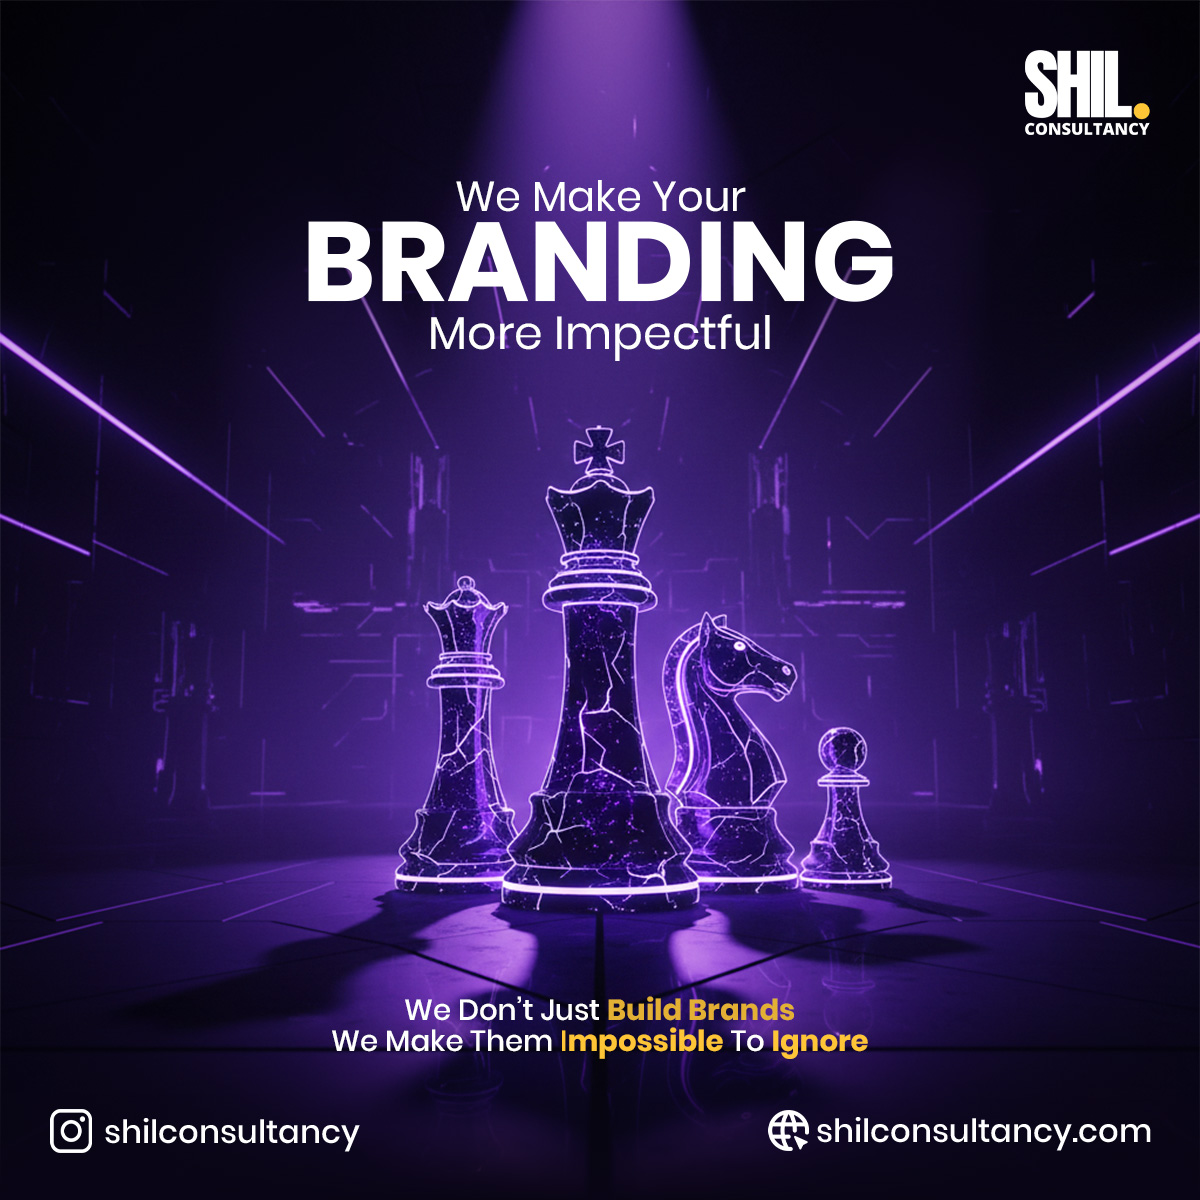 SHIL.
CONSULTANCY
We Make Your
BRANDING
More Impectful
We Don't Just Build Brands
We Make Them Impossible To Ignore
shilconsultancy
shilconsultancy.com